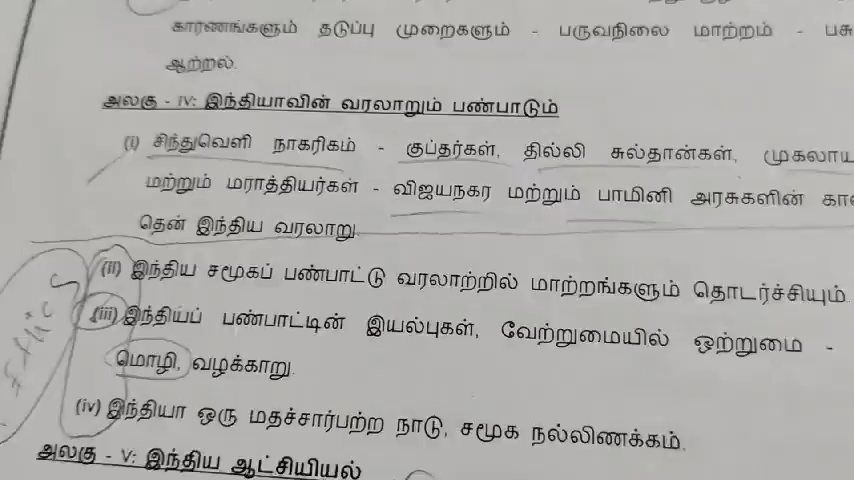 காரணங்களும் தடுப்பு முறைகளும் - பருவநிலை மாற்றம் - பசு
ஆற்றல்.
அலகு - IV: இந்தியாவின் வரலாறும் பண்பாடும்
(i) சிந்துவெளி நாகரிகம் - குப்தர்கள், தில்லி சுல்தான்கள், முகலாய
மற்றும் மராத்தியர்கள் - விஜயநகர மற்றும் பாமினி அரசுகளின் கா
தென் இந்திய வரலாறு.
(ii) இந்திய சமூகப் பண்பாட்டு வரலாற்றில் மாற்றங்களும் தொடர்ச்சியும்.
(iii) இந்தியப் பண்பாட்டின் இயல்புகள், வேற்றுமையில் ஒற்றுமை -
மொழி, வழக்காறு.
(iv) இந்தியா ஒரு மதச்சார்பற்ற நாடு, சமூக நல்லிணக்கம்.
அலகு - V: இந்திய ஆட்சியியல்